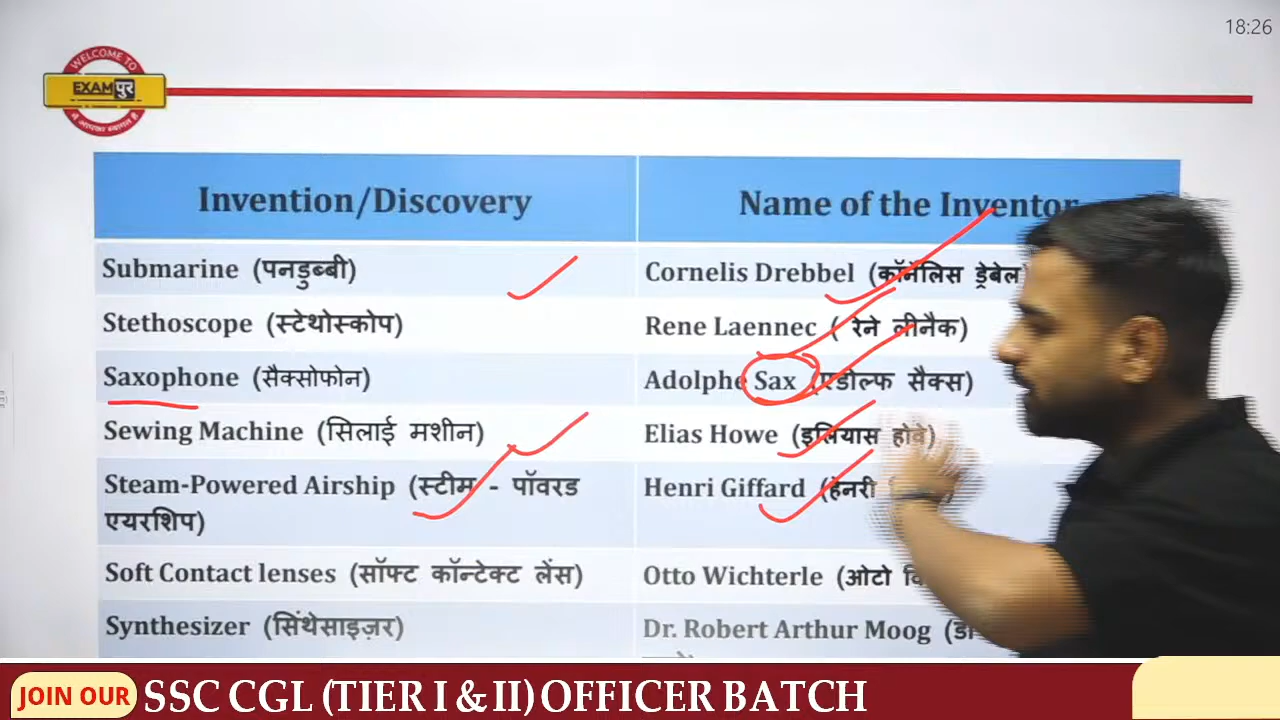 18:26
WELCOME TO
EXAMपुर
में आपका स्वागत है
Invention/Discovery
Name of the Inventor
Submarine (पनडुब्बी)
Cornelis Drebbel (कॉर्नेलिस ड्रेबेल
Stethoscope (स्टेथोस्कोप)
Rene Laennec ( रेने लीनैक)
Saxophone (सैक्सोफोन)
Adolphe Sax (एडोल्फ सैक्स)
Sewing Machine (सिलाई मशीन)
Elias Howe (इलियास होवे)
Steam-Powered Airship (स्टीम - पॉवरड
एयरशिप)
Henri Giffard (हेनरी
Soft Contact lenses (सॉफ्ट कॉन्टेक्ट लेंस)
Otto Wichterle (ओटो
Synthesizer (सिंथेसाइज़र)
Dr. Robert Arthur Moog
JOIN OUR SSC CGL (TIER I & II) OFFICER BATCH